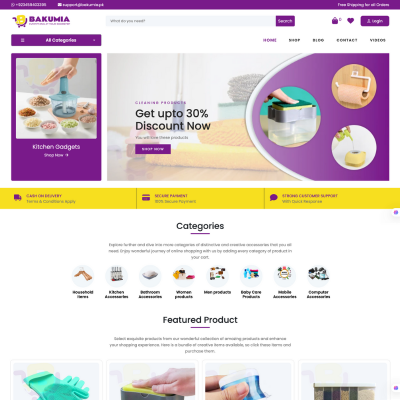 +923458402395 support@bakumia.pk Free Shipping for all Orders
BAKUMIA
What do you need?
Search
0
Login
All Categories
HOME SHOP BLOG CONTACT VIDEOS
CLEANING PRODUCTS
Get upto 30%
Discount Now
You will love these products
SHOP NOW
Kitchen Gadgets
Shop Now
CASH ON DELIVERY
Terms & Conditions Apply
SECURE PAYMENT
100% Secure Payment
STRONG CUSTOMER SUPPORT
With Quick Response
Categories
Explore further and dive into more categories of distinctive and creative accessories that you all
need. Enjoy wonderful journey of online shopping with us by adding every category of product in
your cart.
Household
Items
Kitchen
Accessories
Bathroom
Accessories
Women
products
Men products
Baby Care
Products
Mobile
Accessories
Computer
Accessories
Featured Product
Select exquisite products from our wonderful collection of amazing products and enhance
your shopping experience. Here is a bundle of creative items available, so click these items and
purchase them.